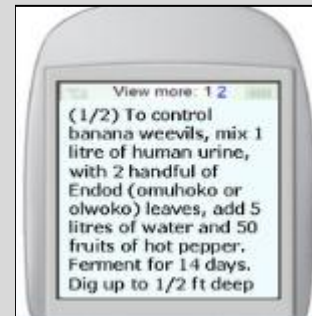 View more: 1 2
(1/2) To control
banana weevils, mix 1
litre of human urine,
with 2 handful of
Endod (omuhoko or
olwoko) leaves, add 5
litres of water and 50
fruits of hot pepper.
Ferment for 14 days.
Dig up to 1/2 ft deep